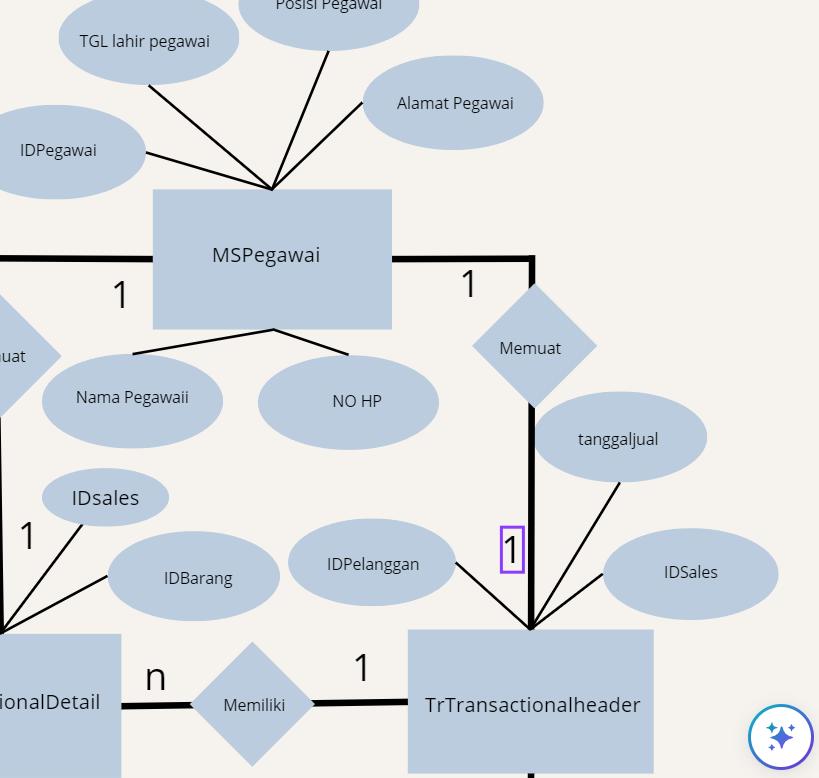 Posisi Pegawai
TGL lahir pegawai
Alamat Pegawai
IDPegawai
MSPegawai
1
1
Memuat
uat
Nama Pegawaii
NO HP
tanggaljual
IDsales
1
1
IDBarang
IDPelanggan
IDSales
n
1
ionalDetail
Memiliki
TrTransactionalheader